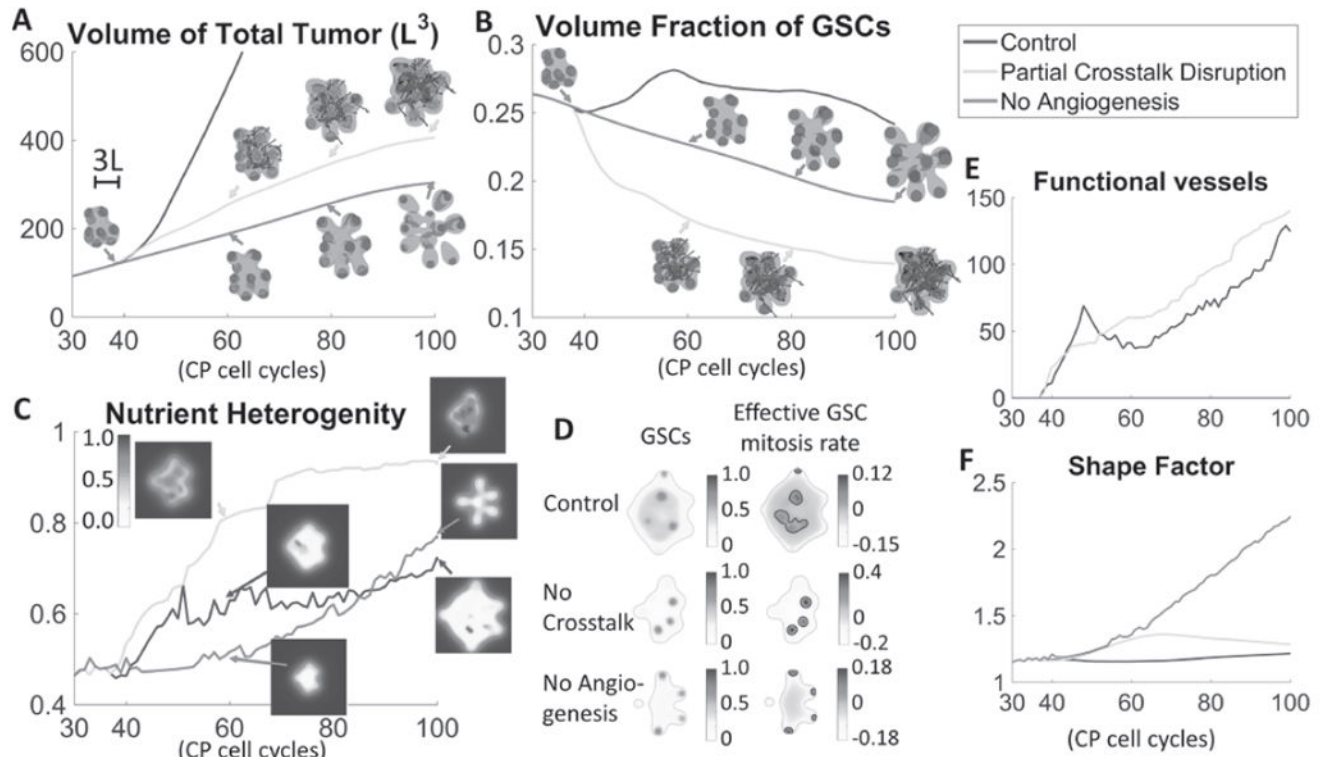 A
Volume of Total Tumor (L3)
600
400
200
0
3L
30 40 60 80 100
(CP cell cycles)
B
Volume Fraction of GSCs
0.3
0.25
0.2
0.15
0.1
30 40 60 80 100
(CP cell cycles)
Control
Partial Crosstalk Disruption
No Angiogenesis
E
Functional vessels
150
100
50
0
30 40 60 80 100
C
Nutrient Heterogenity
1
0.8
0.6
0.4
1.0
0.5
0.0
30 40 60 80 100
(CP cell cycles)
D
GSCs
Effective GSC
mitosis rate
Control
1.0
0.5
0
0.12
0
-0.15
No
Crosstalk
1.0
0.5
0
0.4
0
-0.2
No Angio-
genesis
1.0
0.5
0
0.18
0
-0.18
F
Shape Factor
2.5
2
1.5
1
30 40 60 80 100
(CP cell cycles)